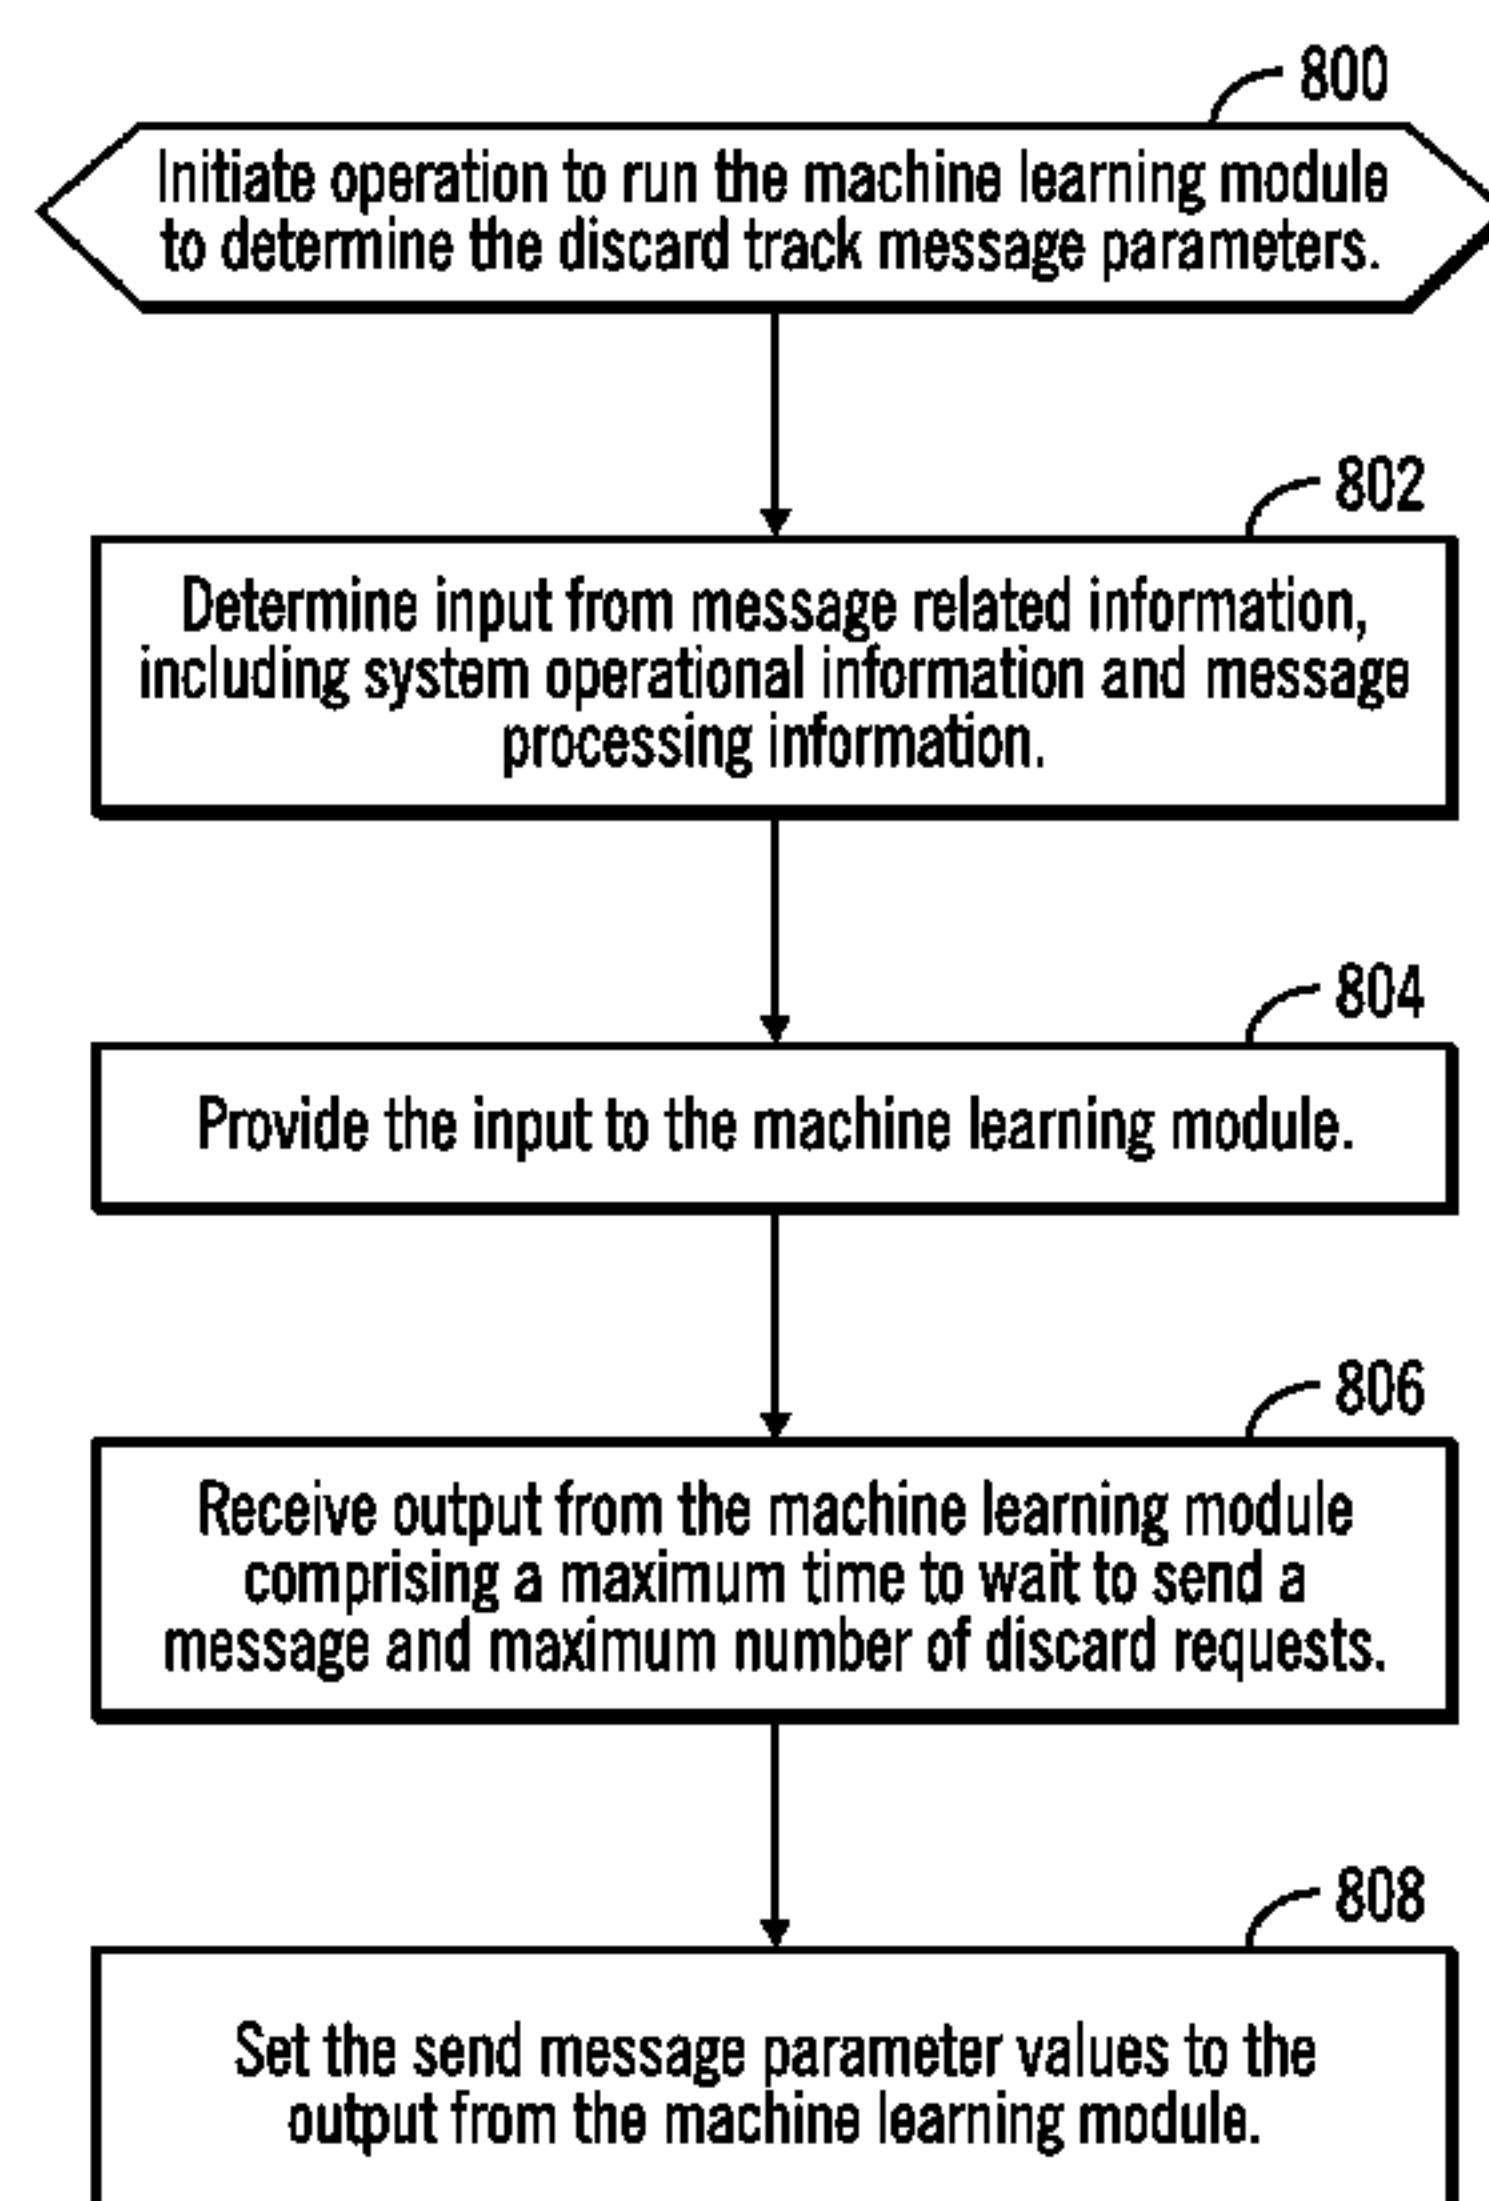 800
Initiate operation to run the machine learning module
to determine the discard track message parameters.
802
Determine input from message related information,
including system operational information and message
processing information.
804
Provide the input to the machine learning module.
806
Receive output from the machine learning module
comprising a maximum time to wait to send a
message and maximum number of discard requests.
808
Set the send message parameter values to the
output from the machine learning module.